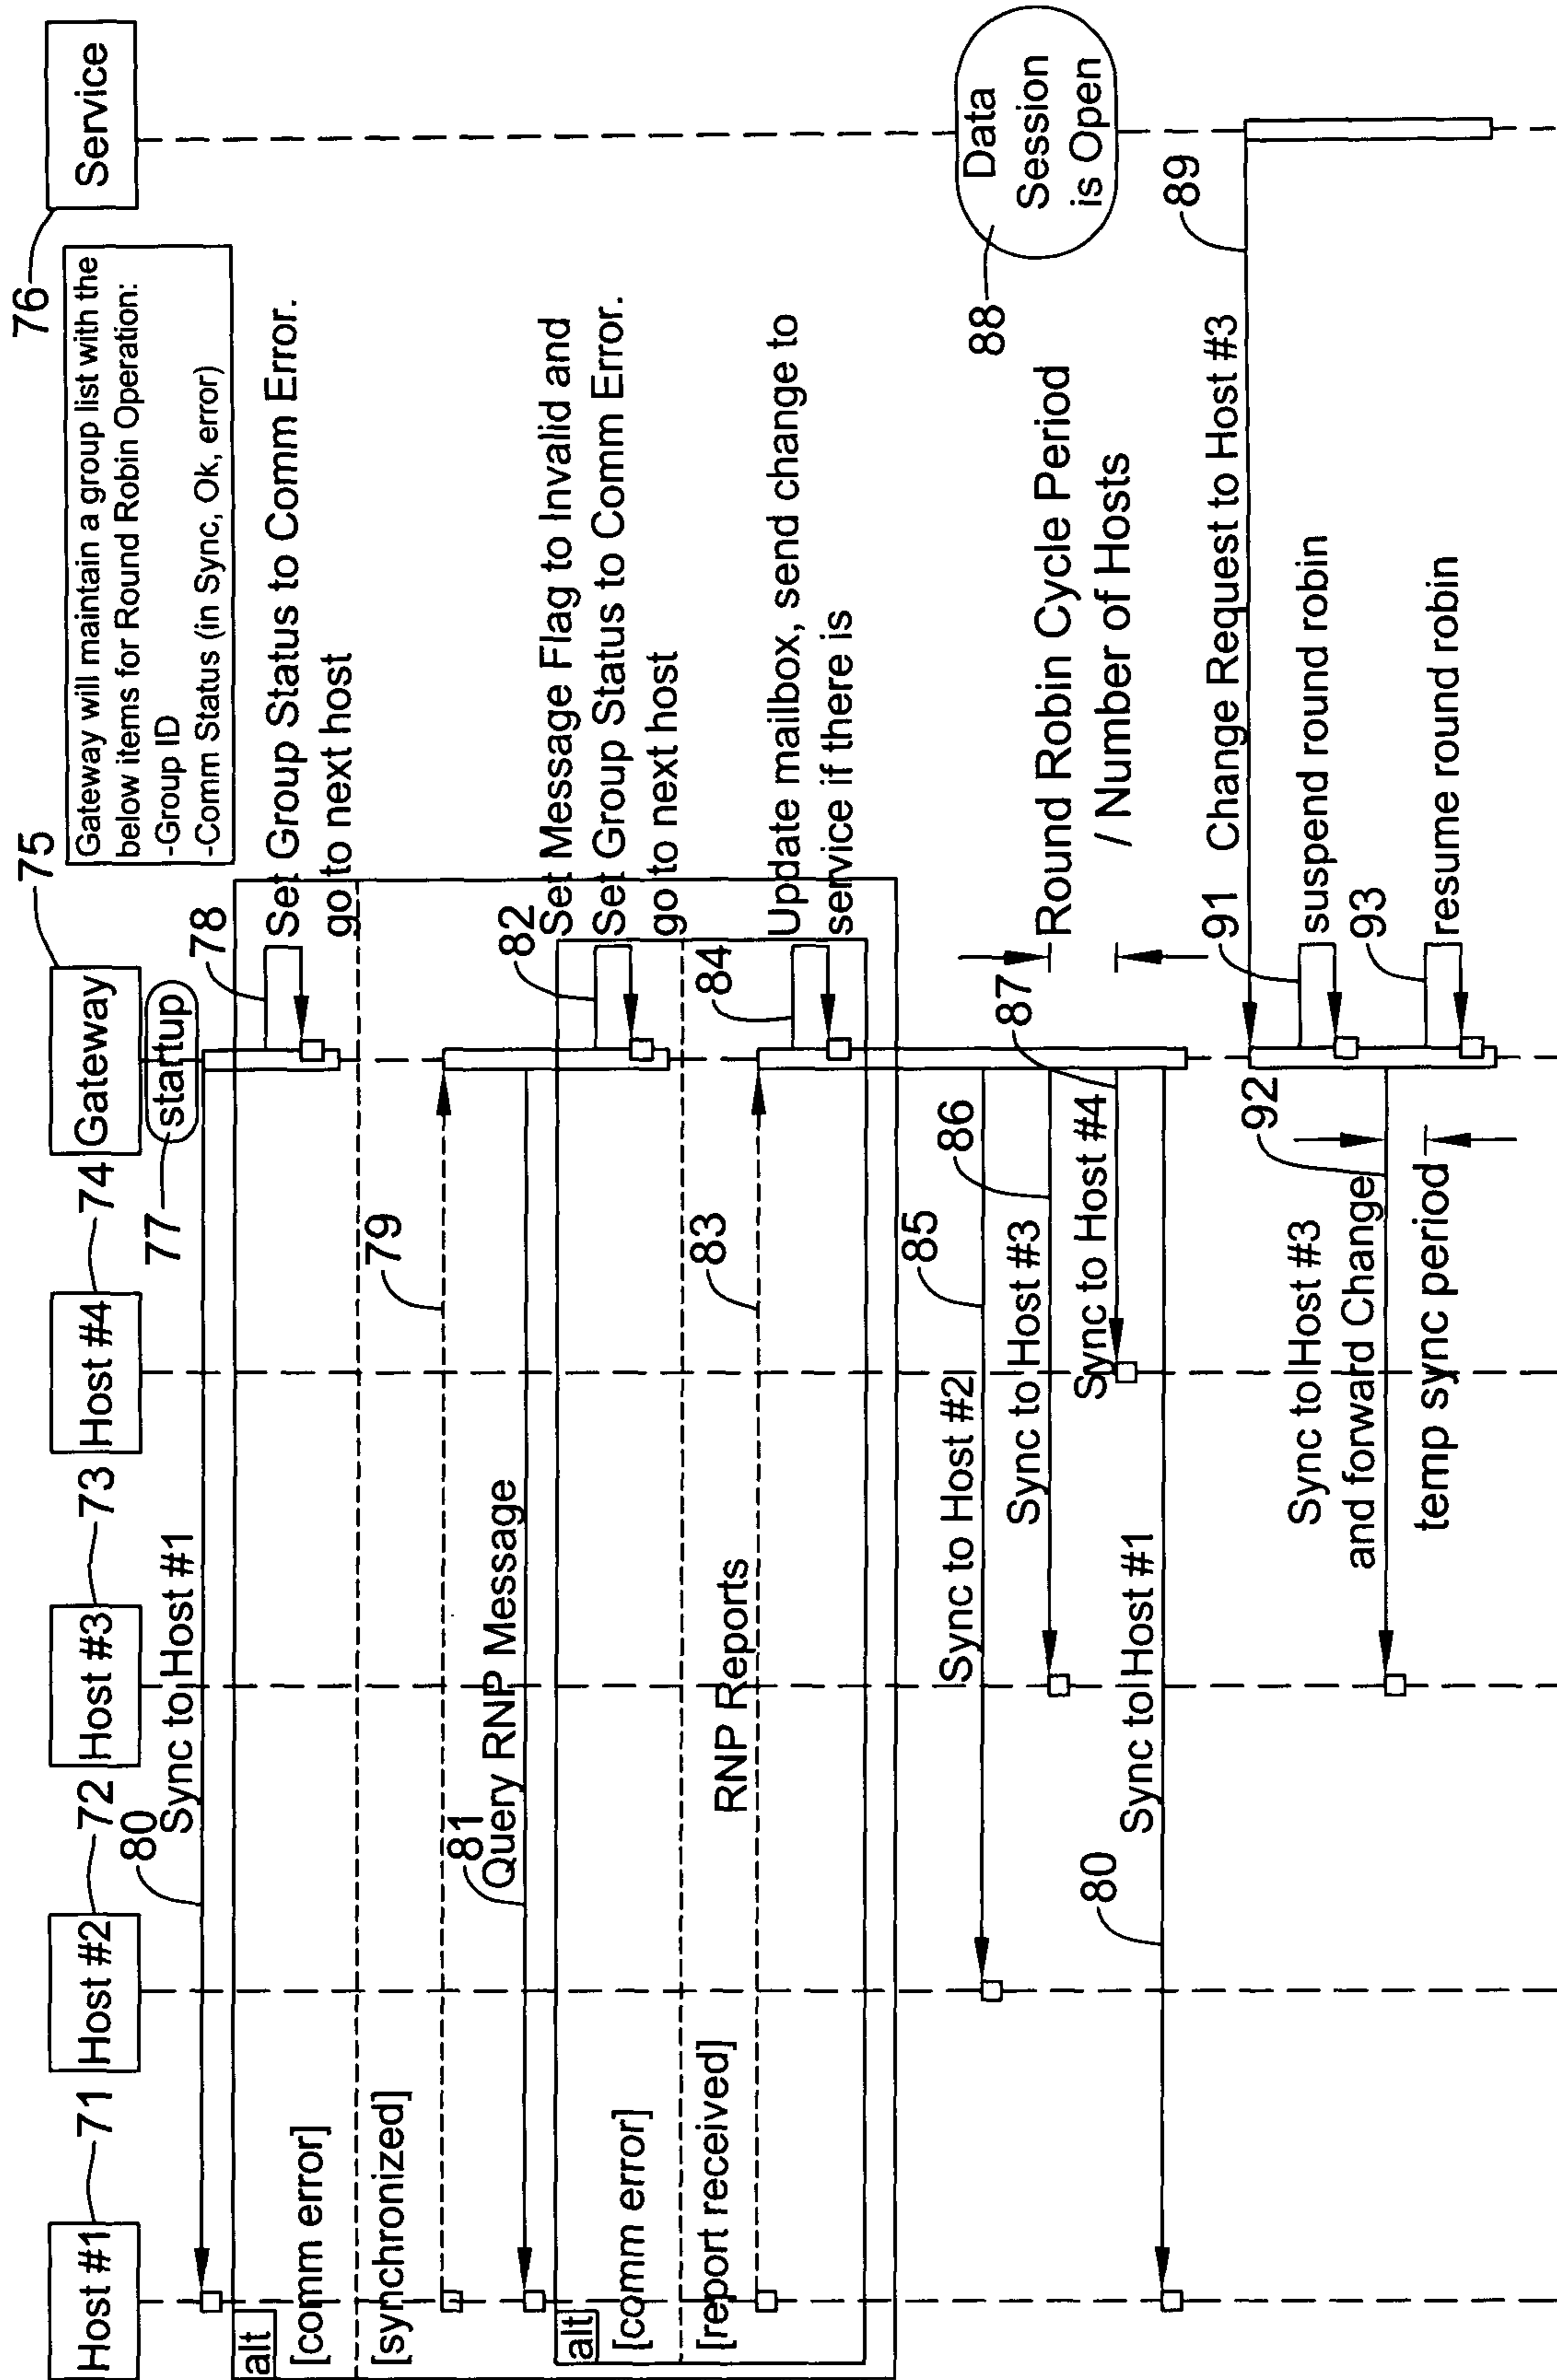 Host #1
71
Host #2
72
Host #3
73
Host #4
74
Gateway
75
Service
76
startup
77
Gateway will maintain a group list with the
below items for Round Robin Operation:
-Group ID
-Comm Status (in Sync, Ok, error)
80
Sync to Host #1
alt
[comm error]
78
Set Group Status to Comm Error.
go to next host
[synchronized]
79
81
Query RNP Message
alt
[comm error]
82
Set Message Flag to Invalid and
Set Group Status to Comm Error.
go to next host
[report received]
RNP Reports
83
84
Update mailbox, send change to
service if there is
Sync to Host #2
85
Sync to Host #3
86
Sync to Host #4
87
Round Robin Cycle Period
/ Number of Hosts
88
Data
Session
is Open
80
Sync to Host #1
Change Request to Host #3
89
91
suspend round robin
Sync to Host #3
and forward Change
92
temp sync period
93
resume round robin